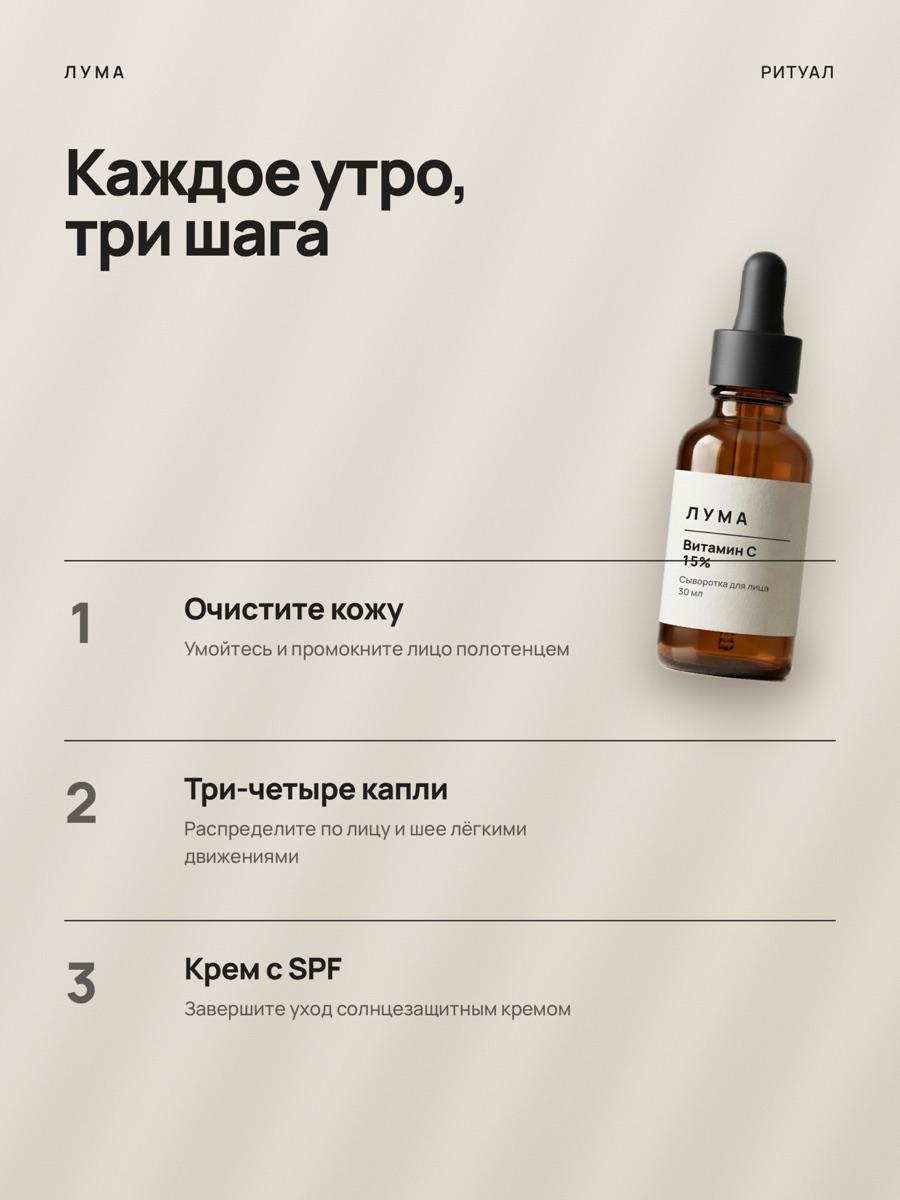 ЛУМА
РИТУАЛ
Каждое утро,
три шага
ЛУМА
Витамин С
15%
Сыворотка для лица
30 мл
1
Очистите кожу
Умойтесь и промокните лицо полотенцем
2
Три-четыре капли
Распределите по лицу и шее лёгкими
движениями
3
Крем с SPF
Завершите уход солнцезащитным кремом